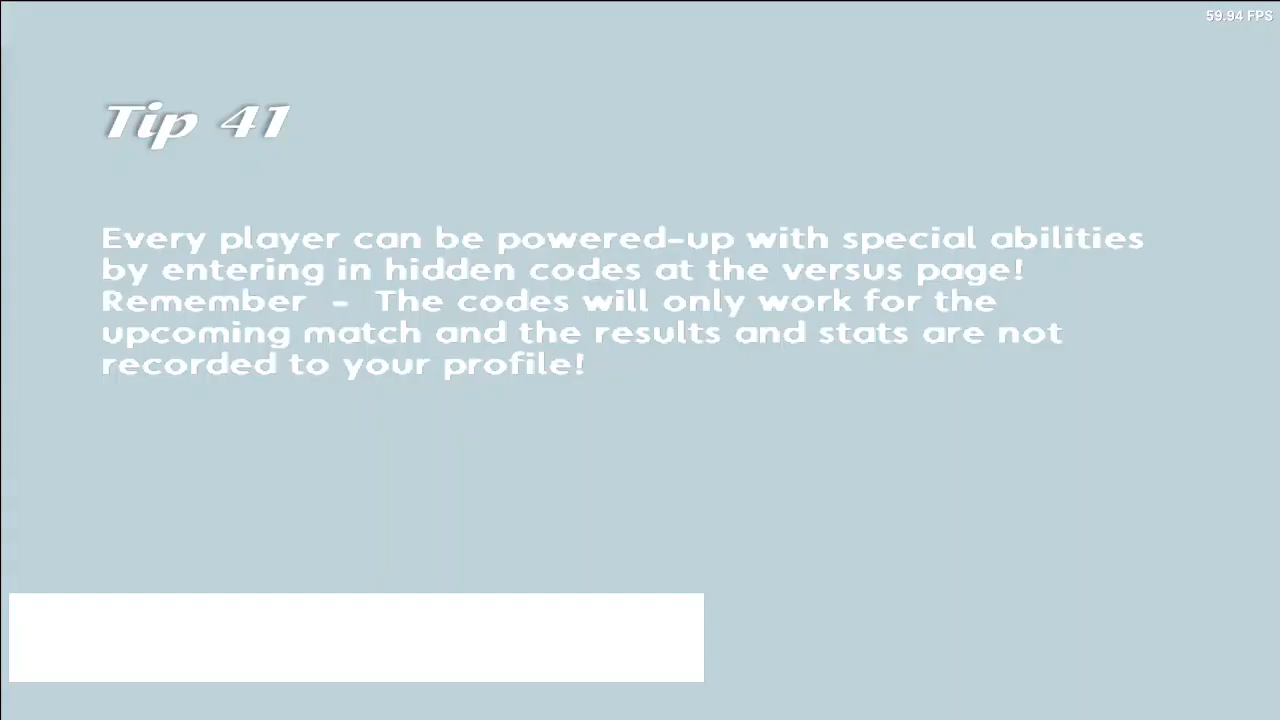 59.94 FPS
Tip 41
Every player can be powered-up with special abilities
by entering in hidden codes at the versus page!
Remember - The codes will only work for the
upcoming match and the results and stats are not
recorded to your profile!